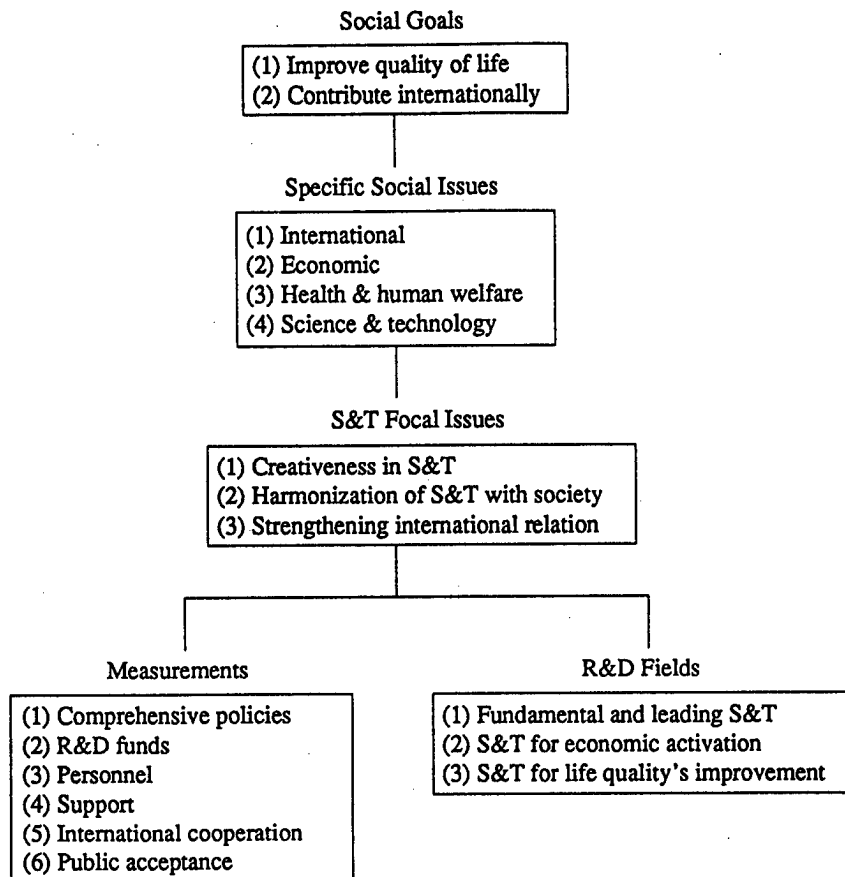 Social Goals
(1) Improve quality of life
(2) Contribute internationally
Specific Social Issues
(1) International
(2) Economic
(3) Health & human welfare
(4) Science & technology
S&T Focal Issues
(1) Creativeness in S&T
(2) Harmonization of S&T with society
(3) Strengthening international relation
Measurements
(1) Comprehensive policies
(2) R&D funds
(3) Personnel
(4) Support
(5) International cooperation
(6) Public acceptance
R&D Fields
(1) Fundamental and leading S&T
(2) S&T for economic activation
(3) S&T for life quality's improvement